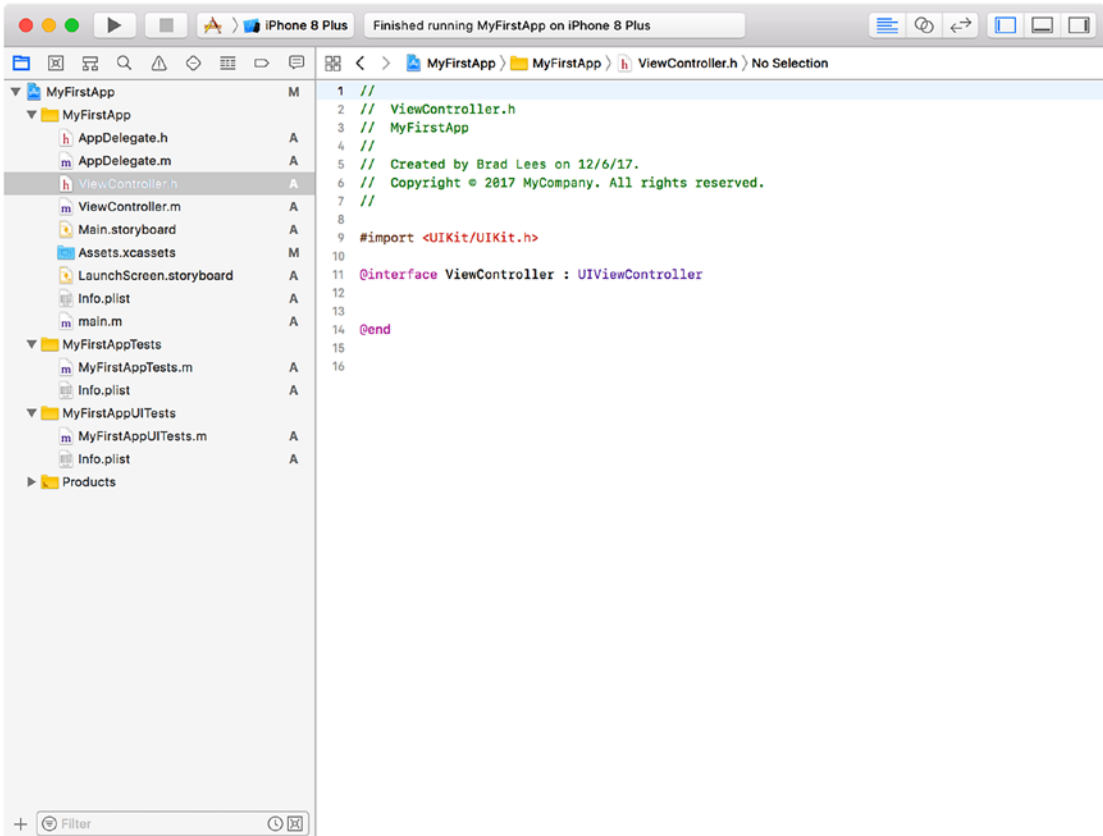 iPhone 8 Plus
Finished running MyFirstApp on iPhone 8 Plus
MyFirstApp
MyFirstApp
ViewController.h
No Selection
MyFirstApp M
MyFirstApp
h AppDelegate.h A
m AppDelegate.m A
h ViewController.h A
m ViewController.m A
Main.storyboard A
Assets.xcassets M
LaunchScreen.storyboard A
Info.plist A
m main.m A
MyFirstAppTests
m MyFirstAppTests.m A
Info.plist A
MyFirstAppUITests
m MyFirstAppUITests.m A
Info.plist A
Products
Filter
1 //
2 //  ViewController.h
3 //  MyFirstApp
4 //
5 //  Created by Brad Lees on 12/6/17.
6 //  Copyright © 2017 MyCompany. All rights reserved.
7 //
8
9 #import <UIKit/UIKit.h>
10
11 @interface ViewController : UIViewController
12
13
14 @end
15
16